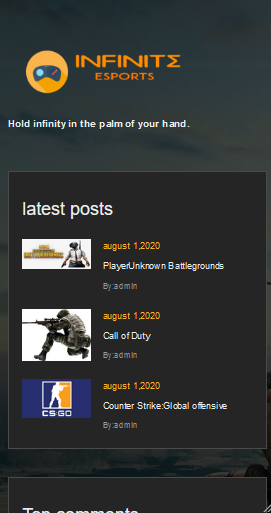 INFINITE
ESPORTS
Hold infinity in the palm of your hand.
latest posts
august 1,2020
PlayerUnknown Battlegrounds
By:admin
august 1,2020
Call of Duty
By:admin
CS:GO
august 1,2020
Counter Strike:Global offensive
By:admin
Top comments